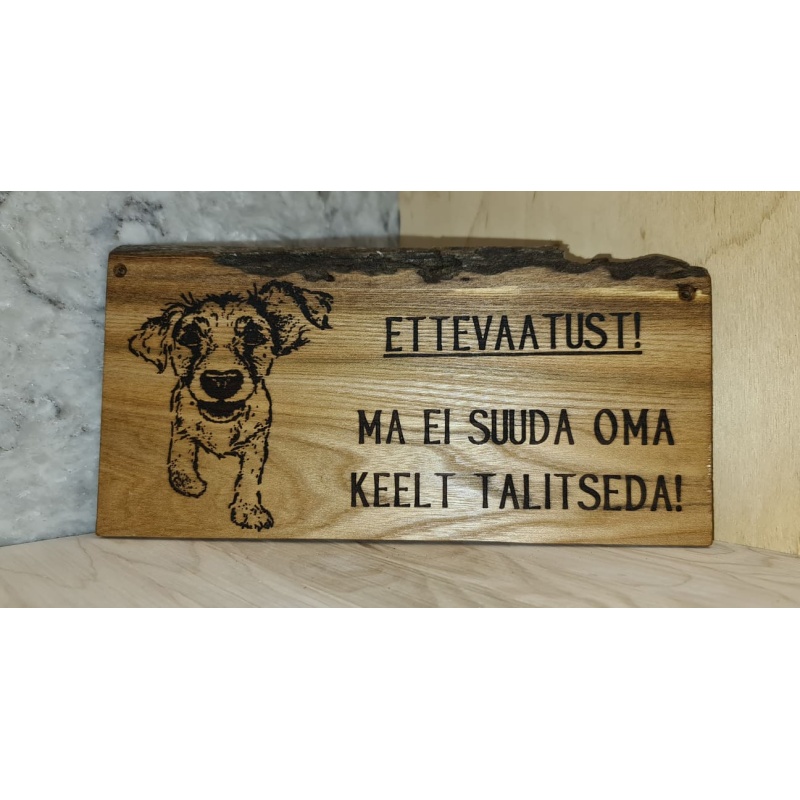 ETTEVAATUST!
MA EI SUUDA OMA
KEELT TALITSEDA!